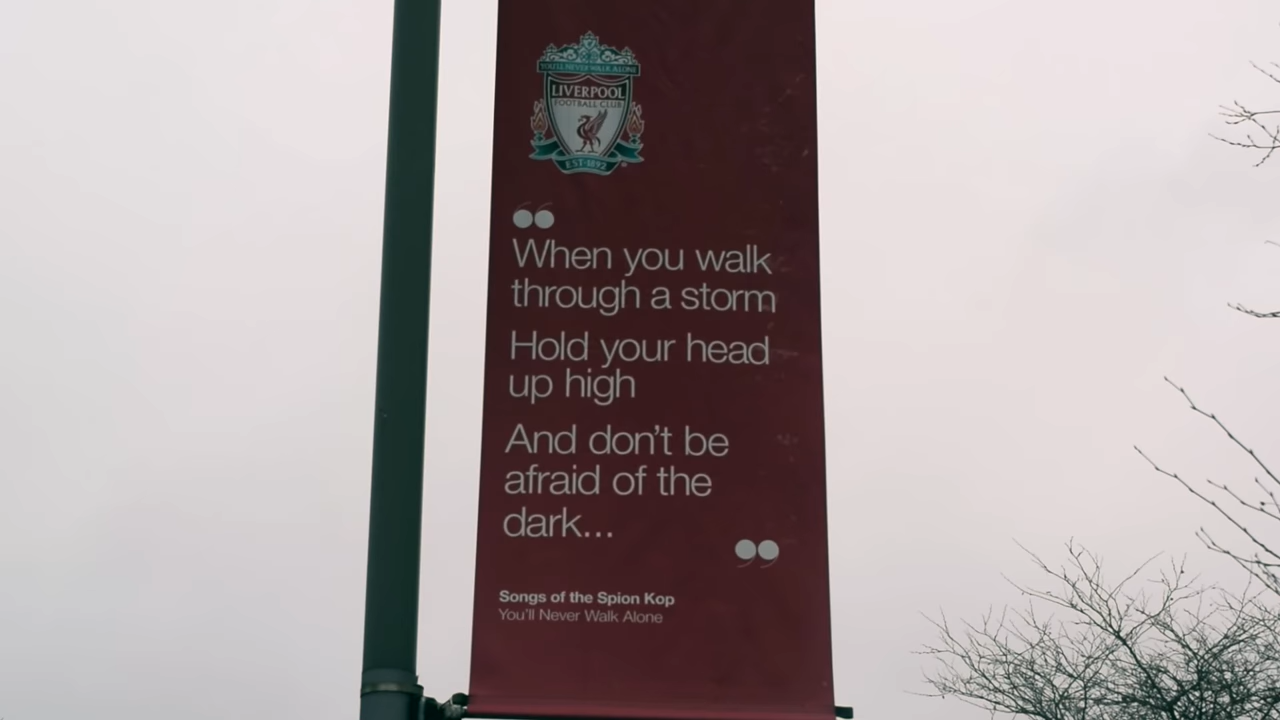 YOU'LL NEVER WALK ALONE
LIVERPOOL
FOOTBALL CLUB
EST·1892
“
When you walk
through a storm
Hold your head
up high
And don't be
afraid of the
dark...
”
Songs of the Spion Kop
You'll Never Walk Alone